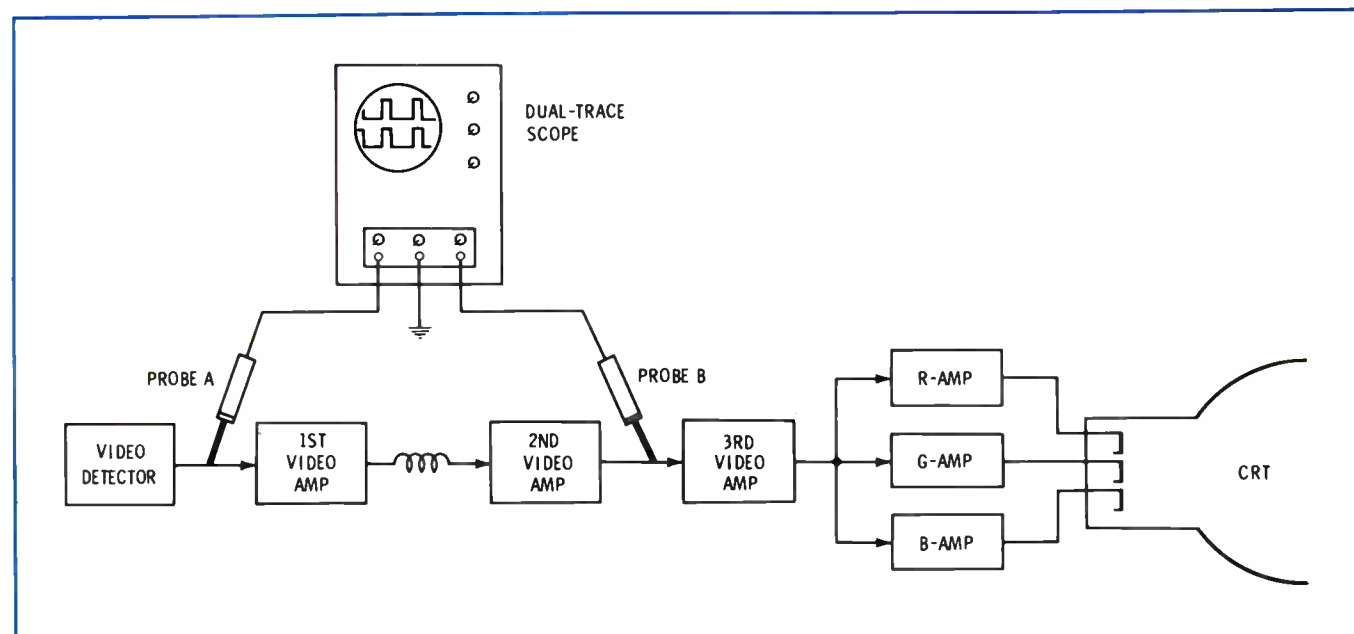 DUAL-TRACE
SCOPE
PROBE A
PROBE B
VIDEO
DETECTOR
1ST
VIDEO
AMP
2ND
VIDEO
AMP
3RD
VIDEO
AMP
R-AMP
G-AMP
B-AMP
CRT